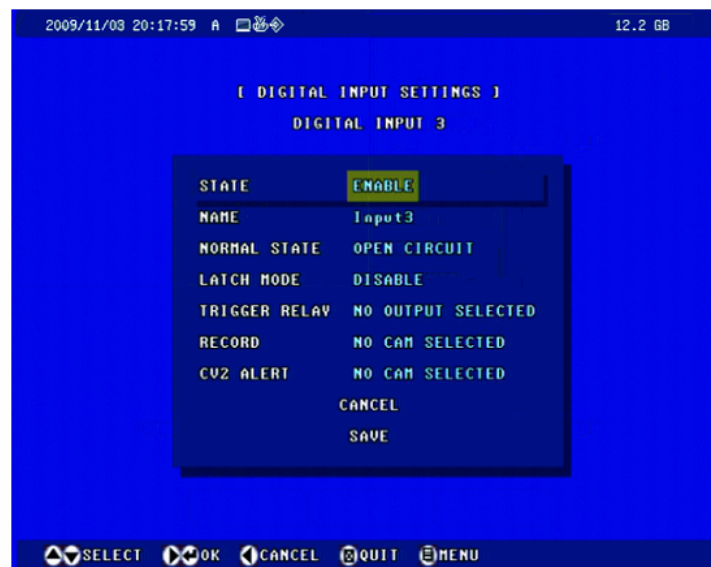 2009/11/03 20:17:59 A 12.2 GB
[ DIGITAL INPUT SETTINGS ]
DIGITAL INPUT 3
STATE ENABLE
NAME Input3
NORMAL STATE OPEN CIRCUIT
LATCH MODE DISABLE
TRIGGER RELAY NO OUTPUT SELECTED
RECORD NO CAM SELECTED
CV2 ALERT NO CAM SELECTED
CANCEL
SAVE
SELECT OK CANCEL QUIT MENU